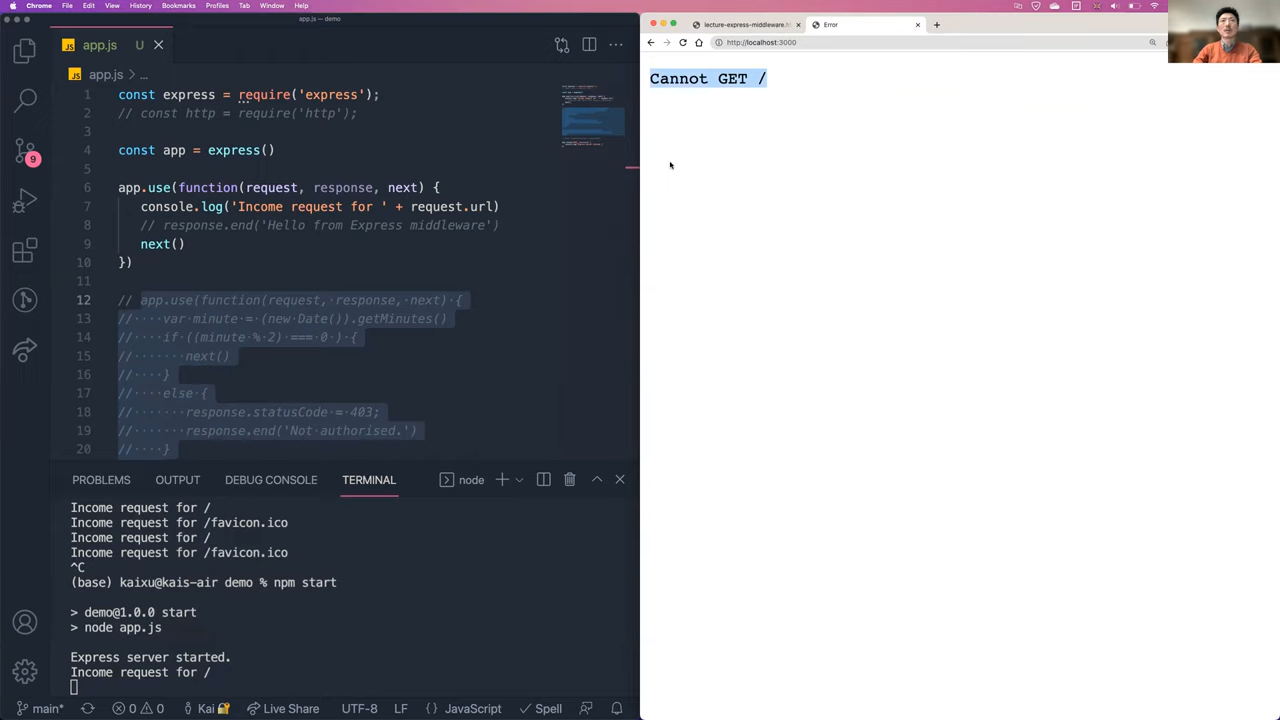 Chrome File Edit View History Bookmarks Profiles Tab Window Help
app.js — demo
JS app.js U
JS app.js > ...
1 const express = require('express');
2 // const http = require('http');
3
4 const app = express()
5
6 app.use(function(request, response, next) {
7 console.log('Income request for ' + request.url)
8 // response.end('Hello from Express middleware')
9 next()
10 })
11
12 // app.use(function(request, response, next) {
13 // var minute = (new Date()).getMinutes()
14 // if ((minute % 2) === 0 ) {
15 // next()
16 // }
17 // else {
18 // response.statusCode = 403;
19 // response.end('Not authorised.')
20 // }
9
PROBLEMS OUTPUT DEBUG CONSOLE TERMINAL node
Income request for /
Income request for /favicon.ico
Income request for /
Income request for /favicon.ico
^C
(base) kaixu@kais-air demo % npm start
> demo@1.0.0 start
> node app.js
Express server started.
Income request for /
main* 0 0 Kai Live Share UTF-8 LF {} JavaScript Spell
lecture-express-middleware.h
Error
http://localhost:3000
Cannot GET /